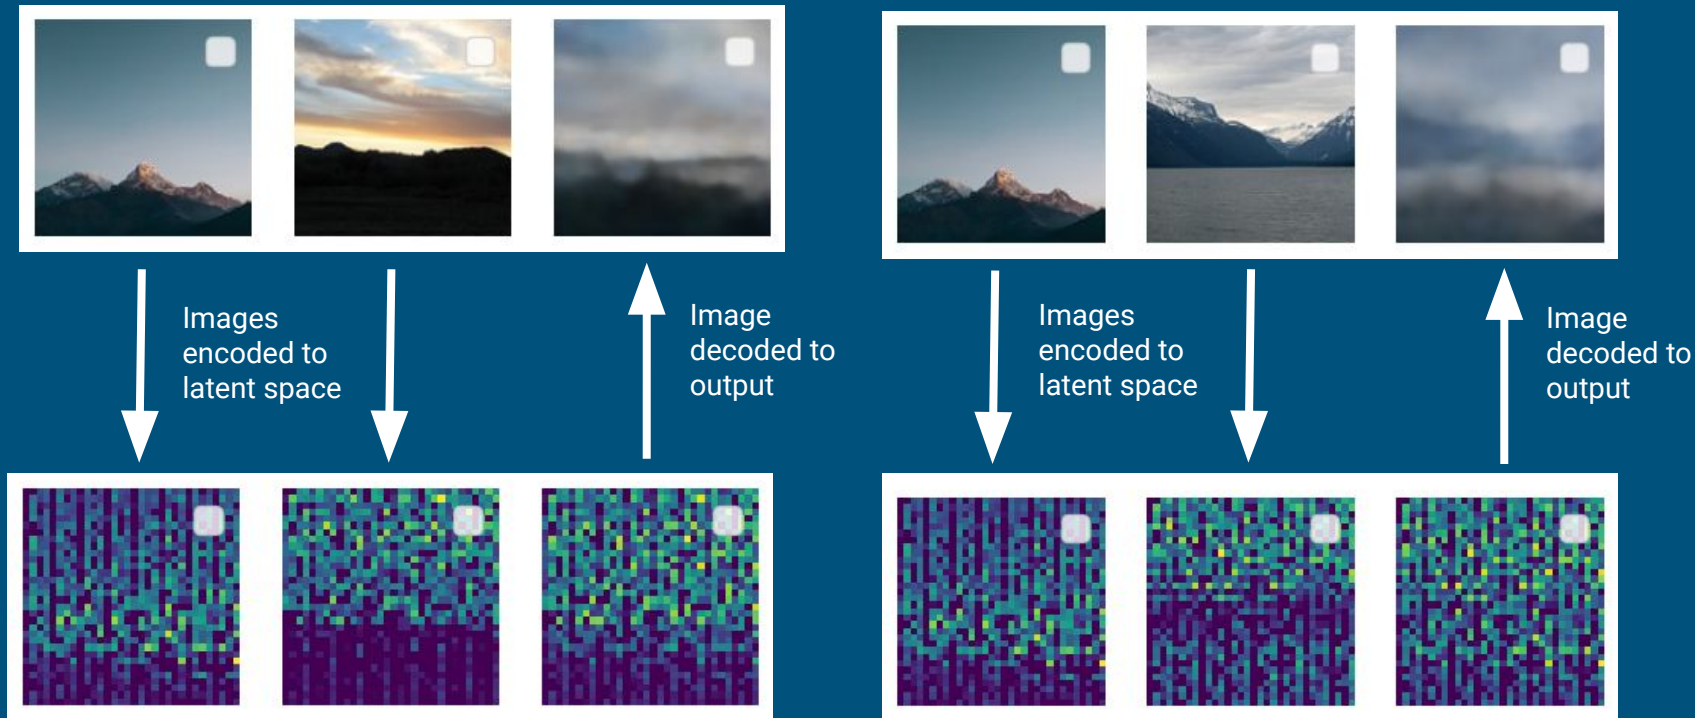 Images
encoded to
latent space
Image
decoded to
output
Images
encoded to
latent space
Image
decoded to
output